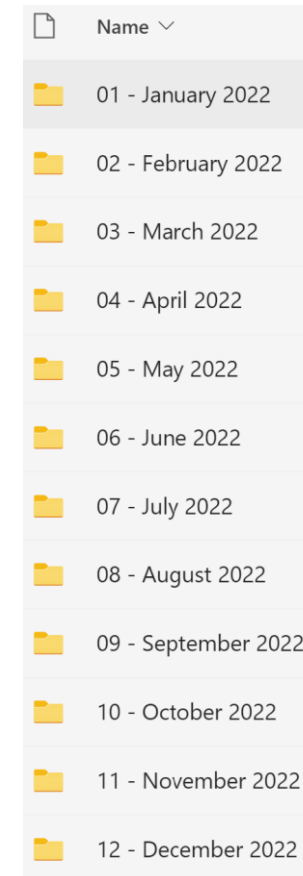 Name
01 - January 2022
02 - February 2022
03 - March 2022
04 - April 2022
05 - May 2022
06 - June 2022
07 - July 2022
08 - August 2022
09 - September 2022
10 - October 2022
11 - November 2022
12 - December 2022